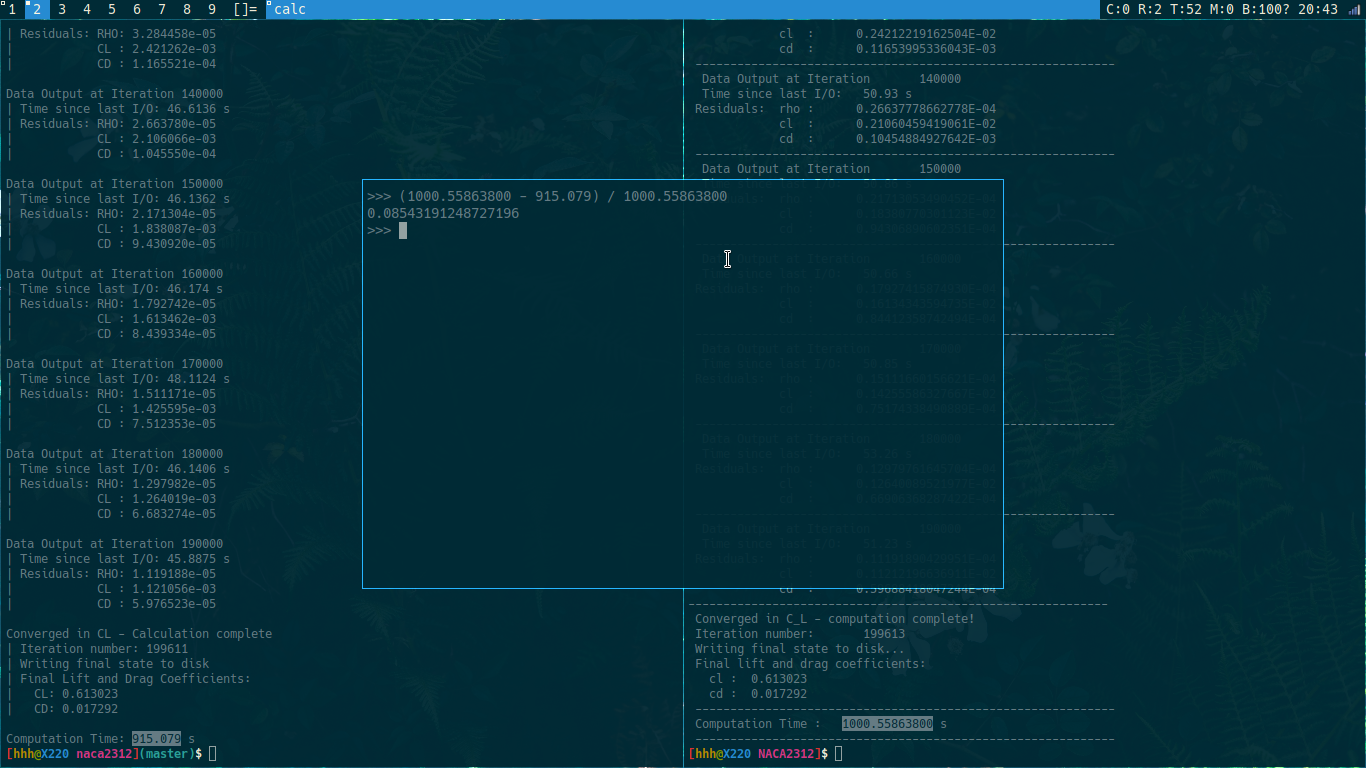 1 2 3 4 5 6 7 8 9 []= calc C:0 R:2 T:52 M:0 B:100? 20:43
| Residuals: RHO: 3.284458e-05
| CL : 2.421262e-03
| CD : 1.165521e-04
Data Output at Iteration 140000
| Time since last I/O: 46.6136 s
| Residuals: RHO: 2.663780e-05
| CL : 2.106066e-03
| CD : 1.045550e-04
Data Output at Iteration 150000
| Time since last I/O: 46.1362 s
| Residuals: RHO: 2.171304e-05
| CL : 1.838087e-03
| CD : 9.430920e-05
Data Output at Iteration 160000
| Time since last I/O: 46.174 s
| Residuals: RHO: 1.792742e-05
| CL : 1.613462e-03
| CD : 8.439334e-05
Data Output at Iteration 170000
| Time since last I/O: 48.1124 s
| Residuals: RHO: 1.511171e-05
| CL : 1.425595e-03
| CD : 7.512353e-05
Data Output at Iteration 180000
| Time since last I/O: 46.1406 s
| Residuals: RHO: 1.297982e-05
| CL : 1.264019e-03
| CD : 6.683274e-05
Data Output at Iteration 190000
| Time since last I/O: 45.8875 s
| Residuals: RHO: 1.119188e-05
| CL : 1.121056e-03
| CD : 5.976523e-05
Converged in CL - Calculation complete
| Iteration number: 199611
| Writing final state to disk
| Final Lift and Drag Coefficients:
| CL: 0.613023
| CD: 0.017292
Computation Time: 915.079 s
[hhh@X220 naca2312](master)$
>>> (1000.55863800 - 915.079) / 1000.55863800
0.08543191248727196
>>>
cl : 0.24212219162504E-02
cd : 0.11653995336043E-03
------------------------------------------------------------
Data Output at Iteration 140000
Time since last I/O: 50.93 s
Residuals: rho : 0.26637778662778E-04
cl : 0.21060459419061E-02
cd : 0.10454884927642E-03
------------------------------------------------------------
Data Output at Iteration 150000
------------------------------------------------------------
Converged in C_L - computation complete!
Iteration number: 199613
Writing final state to disk...
Final lift and drag coefficients:
cl : 0.613023
cd : 0.017292
------------------------------------------------------------
Computation Time : 1000.55863800 s
------------------------------------------------------------
[hhh@X220 NACA2312]$